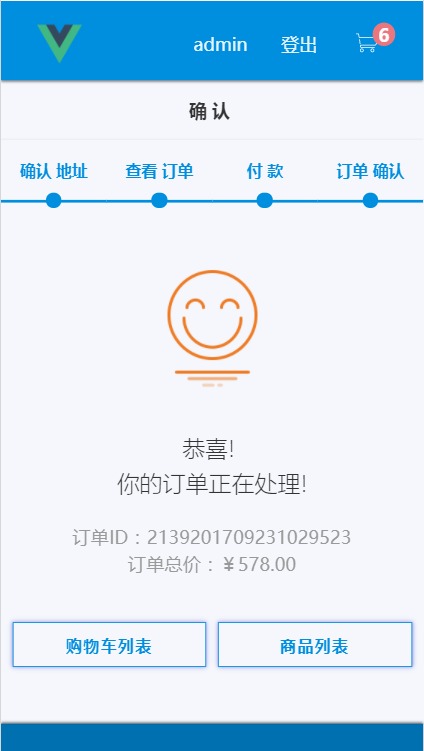 admin 登出 6
确认
确认 地址 查看 订单 付 款 订单 确认
恭喜!
你的订单正在处理!
订单ID：2139201709231029523
订单总价：￥578.00
购物车列表 商品列表